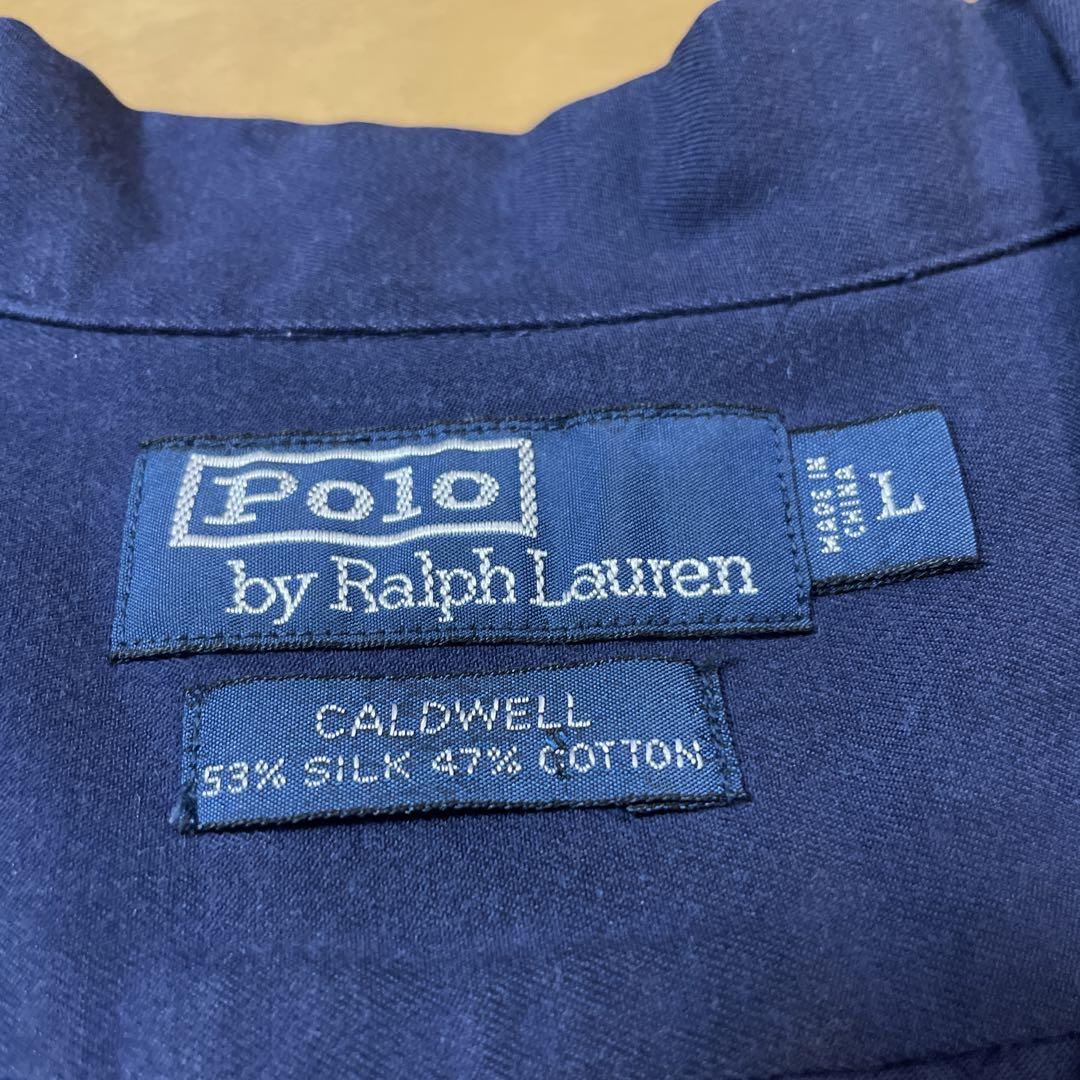 Polo
by Ralph Lauren
MADE IN
CHINA
L
CALDWELL
53% SILK 47% COTTON